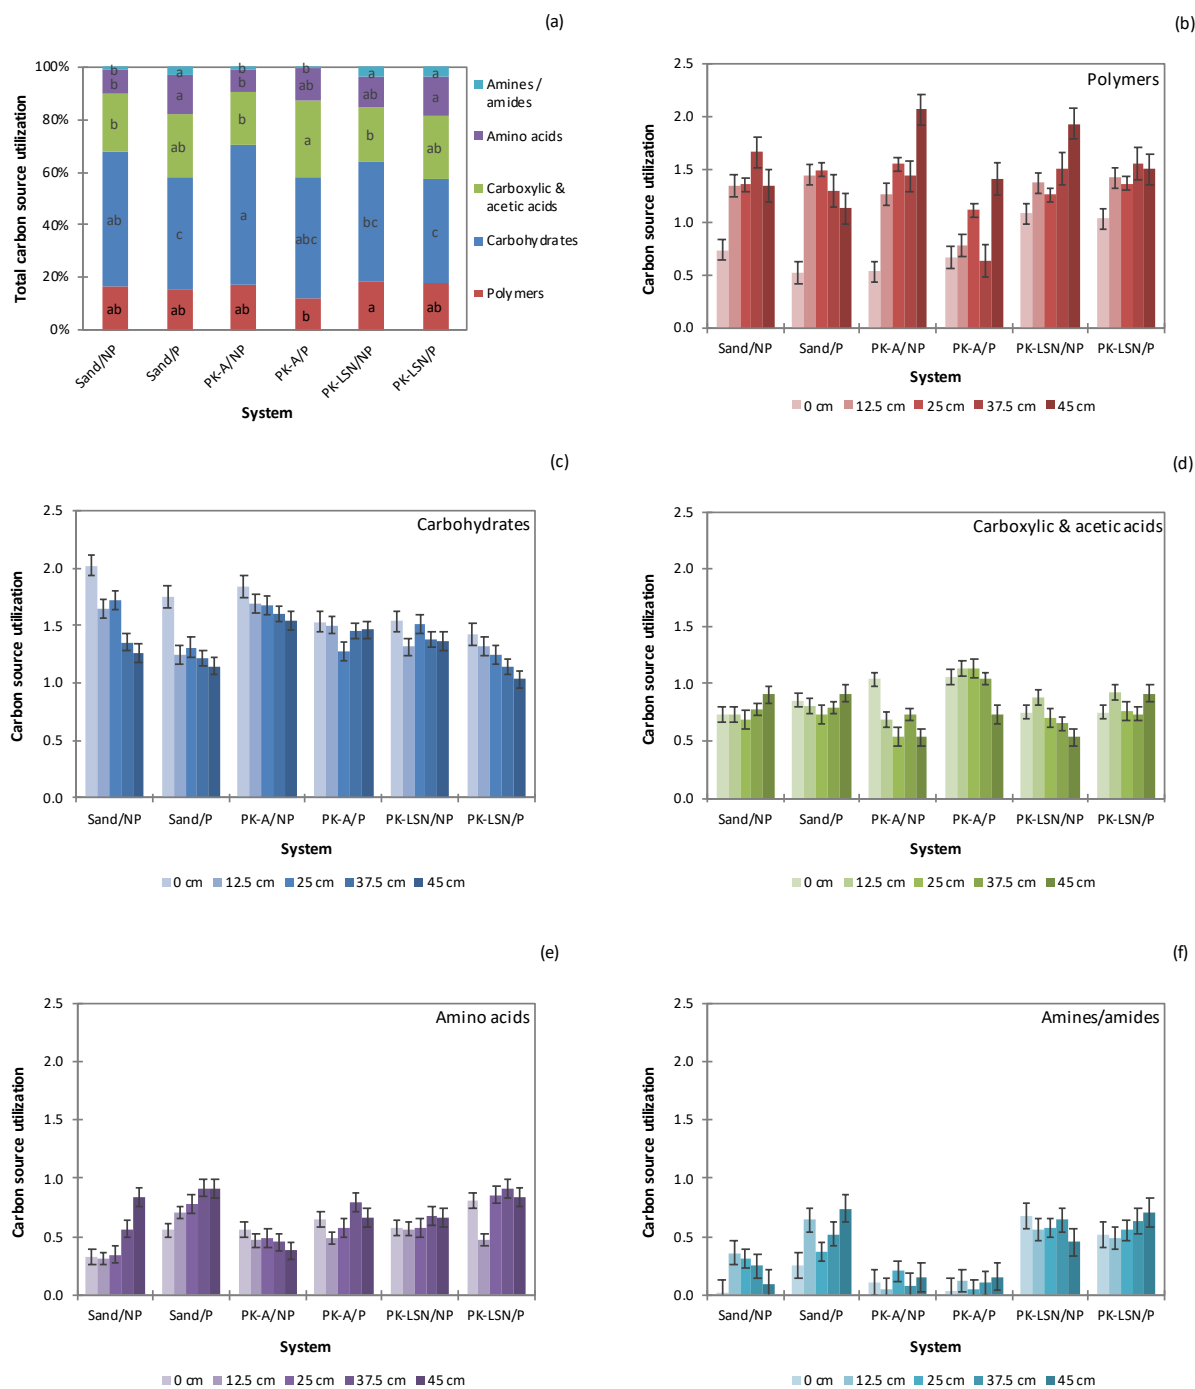 (a)
100%
80%
60%
40%
20%
0%
Total carbon source utilization
b b b b a a
b a b ab ab a
b ab b a b ab
ab c a abc bc c
ab ab ab b a ab
Sand/NP Sand/P PK-A/NP PK-A/P PK-LSN/NP PK-LSN/P
System
Amines /
amides
Amino acids
Carboxylic &
acetic acids
Carbohydrates
Polymers
(b)
Polymers
2.5
2.0
1.5
1.0
0.5
0.0
Carbon source utilization
Sand/NP Sand/P PK-A/NP PK-A/P PK-LSN/NP PK-LSN/P
System
0 cm 12.5 cm 25 cm 37.5 cm 45 cm
(c)
Carbohydrates
2.5
2.0
1.5
1.0
0.5
0.0
Carbon source utilization
Sand/NP Sand/P PK-A/NP PK-A/P PK-LSN/NP PK-LSN/P
System
0 cm 12.5 cm 25 cm 37.5 cm 45 cm
(d)
Carboxylic & acetic acids
2.5
2.0
1.5
1.0
0.5
0.0
Carbon source utilization
Sand/NP Sand/P PK-A/NP PK-A/P PK-LSN/NP PK-LSN/P
System
0 cm 12.5 cm 25 cm 37.5 cm 45 cm
(e)
Amino acids
2.5
2.0
1.5
1.0
0.5
0.0
Carbon source utilization
Sand/NP Sand/P PK-A/NP PK-A/P PK-LSN/NP PK-LSN/P
System
0 cm 12.5 cm 25 cm 37.5 cm 45 cm
(f)
Amines/amides
2.5
2.0
1.5
1.0
0.5
0.0
Carbon source utilization
Sand/NP Sand/P PK-A/NP PK-A/P PK-LSN/NP PK-LSN/P
System
0 cm 12.5 cm 25 cm 37.5 cm 45 cm